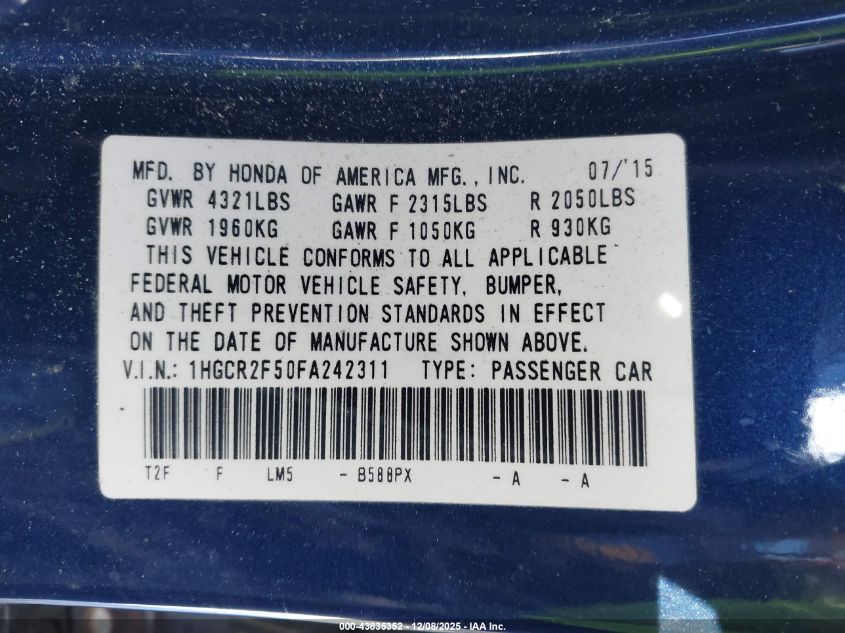 MFD. BY HONDA OF AMERICA MFG., INC. 07/'15
GVWR 4321LBS GAWR F 2315LBS R 2050LBS
GVWR 1960KG GAWR F 1050KG R 930KG
THIS VEHICLE CONFORMS TO ALL APPLICABLE
FEDERAL MOTOR VEHICLE SAFETY, BUMPER,
AND THEFT PREVENTION STANDARDS IN EFFECT
ON THE DATE OF MANUFACTURE SHOWN ABOVE.
V.I.N.: 1HGCR2F50FA242311 TYPE: PASSENGER CAR
T2F F LM5 - B588PX - A - A
000-43835352 | 12/08/2025 - IAA Inc.